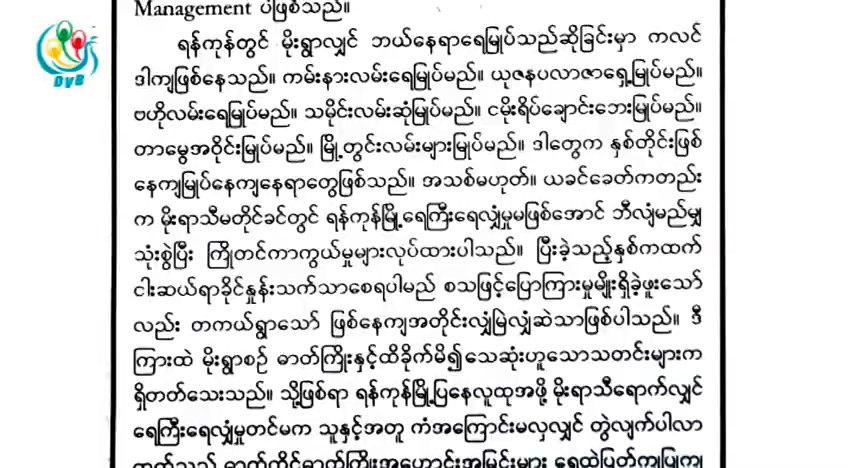 Management ပဲဖြစ်သည်။
ရန်ကုန်တွင် မိုးရွာလျှင် ဘယ်နေရာရေမြုပ်သည်ဆိုခြင်းမှာ ကလင်
ဒါကျဖြစ်နေသည်။ ကမ်းနားလမ်းရေမြုပ်မည်။ ယုဇနပလာဇာရှေ့မြုပ်မည်။
ဗဟိုလမ်းရေမြုပ်မည်။ သမိုင်းလမ်းဆုံမြုပ်မည်။ ငမိုးရိပ်ချောင်းဘေးမြုပ်မည်။
တာမွေအဝိုင်းမြုပ်မည်။ မြို့တွင်းလမ်းများမြုပ်မည်။ ဒါတွေက နှစ်တိုင်းဖြစ်
နေကျမြုပ်နေကျနေရာတွေဖြစ်သည်။ အသစ်မဟုတ်။ ယခင်ခေတ်ကတည်း
က မိုးရာသီမတိုင်ခင်တွင် ရန်ကုန်မြို့ရေကြီးရေလျှံမှုမဖြစ်အောင် ဘီလျံမည်မျှ
သုံးစွဲပြီး ကြိုတင်ကာကွယ်မှုများလုပ်ထားပါသည်။ ပြီးခဲ့သည့်နှစ်ကထက်
ငါးဆယ်ရာခိုင်နှုန်းသက်သာစေရပါမည် စသဖြင့်ပြောကြားမှုမျိုးရှိခဲ့ဖူးသော်
လည်း တကယ်ရွာသော် ဖြစ်နေကျအတိုင်းလျှံမြဲလျှံဆဲသာဖြစ်ပါသည်။ ဒီ
ကြားထဲ မိုးရွာစဉ် ဓာတ်ကြိုးနှင့်ထိခိုက်မိ၍သေဆုံးဟူသောသတင်းများက
ရှိတတ်သေးသည်။ သို့ဖြစ်ရာ ရန်ကုန်မြို့ပြနေလူထုအဖို့ မိုးရာသီရောက်လျှင်
ရေကြီးရေလျှံမှုတင်မက သူနှင့်အတူ ကံအကြောင်းမလှလျှင် တွဲလျက်ပါလာ
DVB